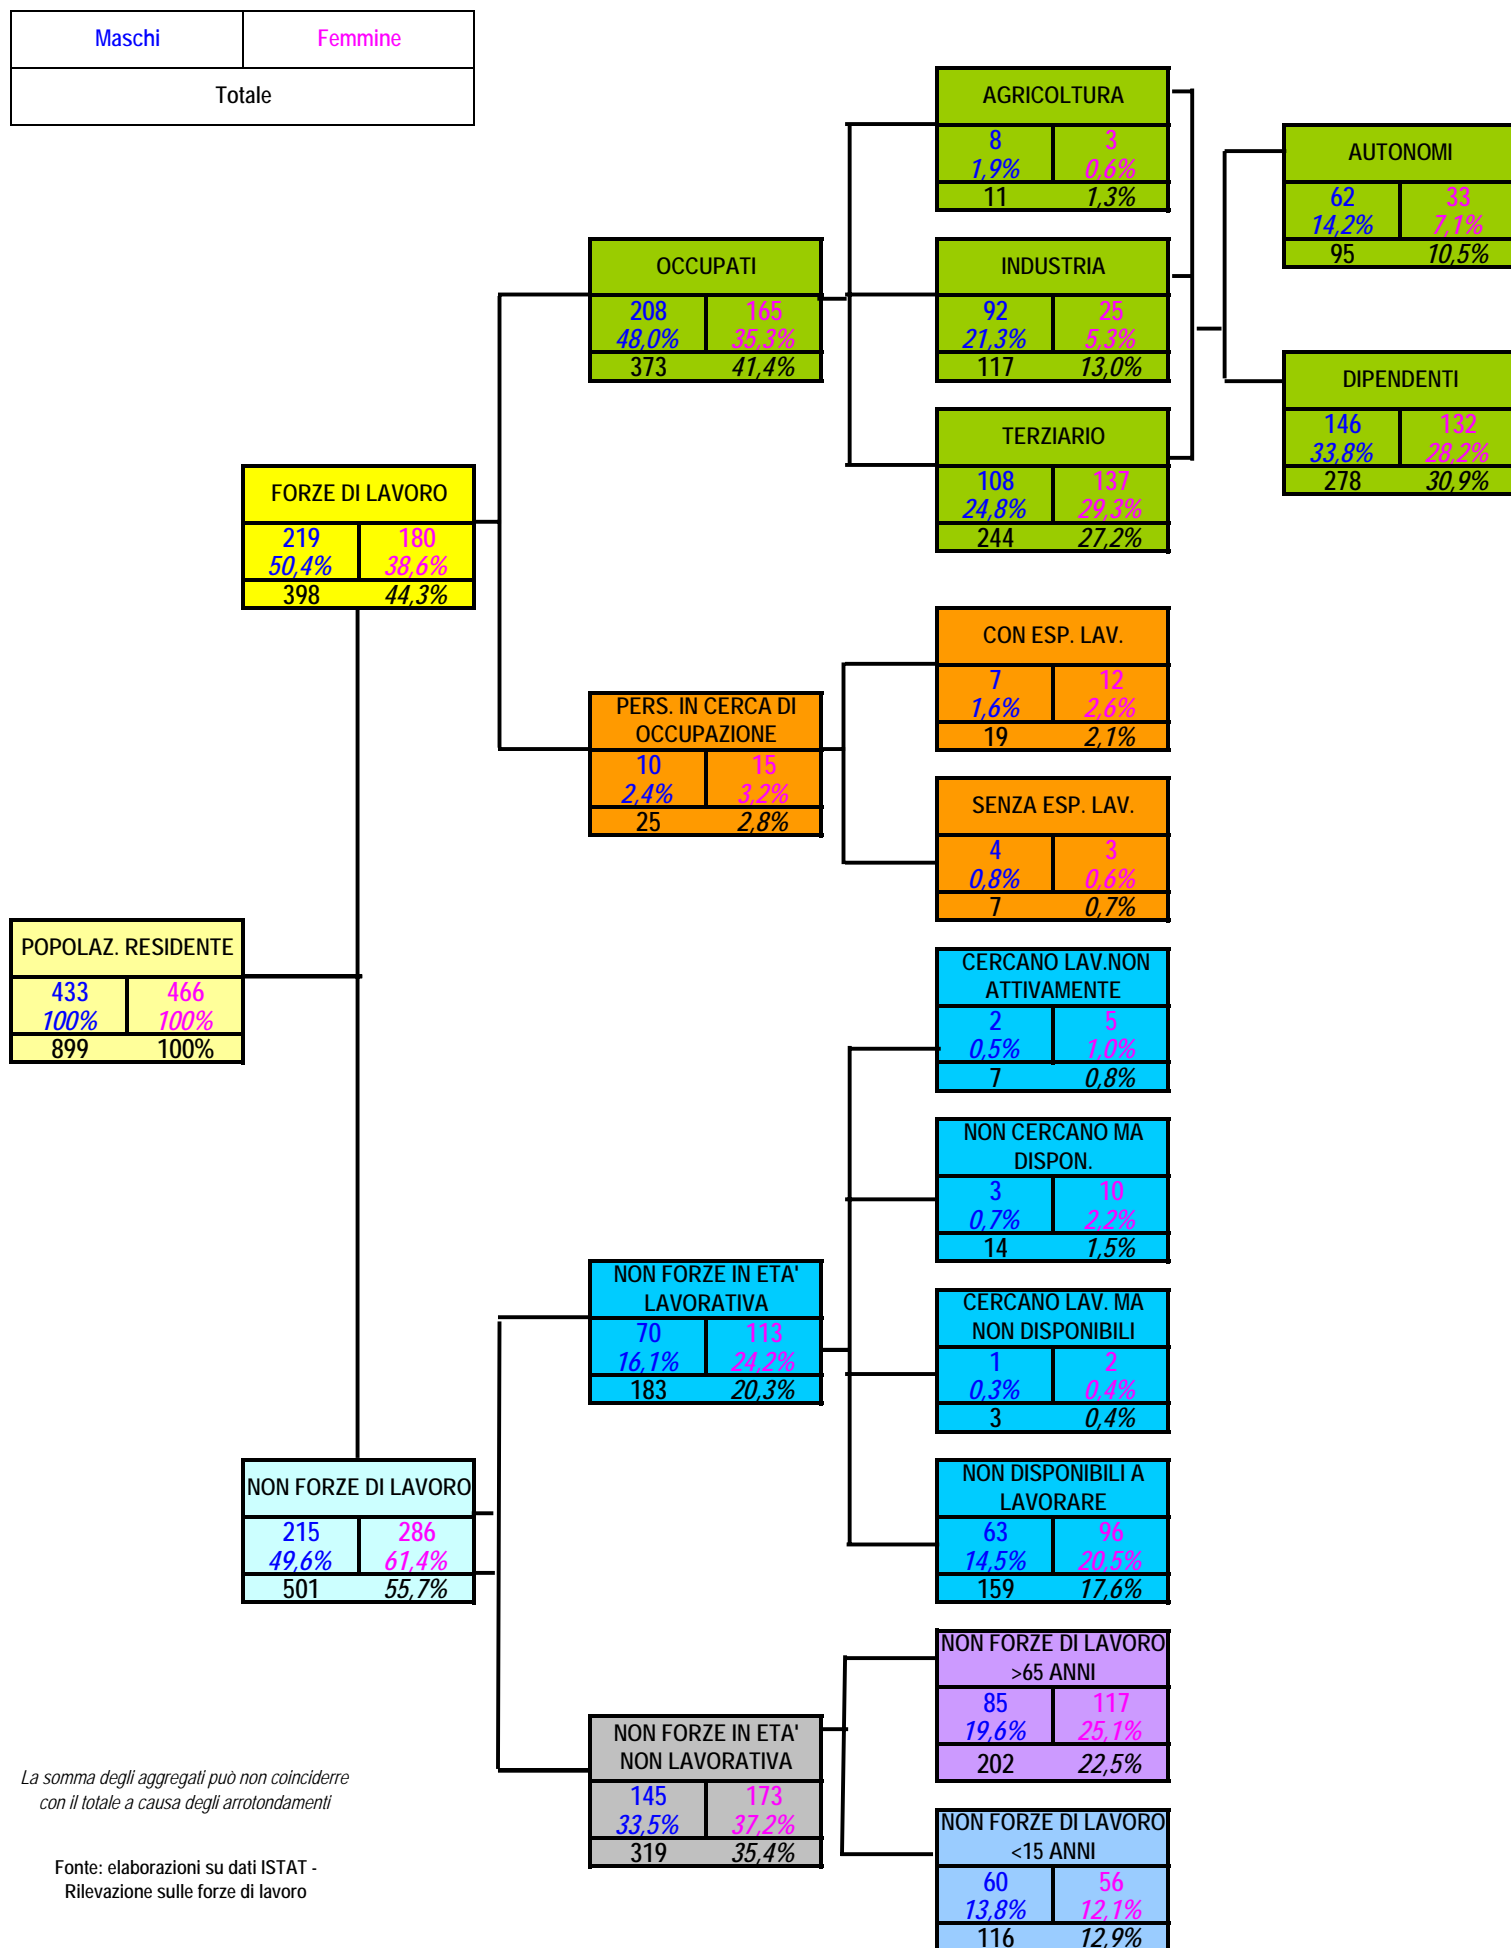 Maschi Femmine
Totale
AGRICOLTURA
8 3
1,9% 0,6%
11 1,3%
AUTONOMI
62 33
14,2% 7,1%
95 10,5%
OCCUPATI
208 165
48,0% 35,3%
373 41,4%
INDUSTRIA
92 25
21,3% 5,3%
117 13,0%
DIPENDENTI
146 132
33,8% 28,2%
278 30,9%
TERZIARIO
108 137
24,8% 29,3%
244 27,2%
FORZE DI LAVORO
219 180
50,4% 38,6%
398 44,3%
CON ESP. LAV.
7 12
1,6% 2,6%
19 2,1%
PERS. IN CERCA DI
OCCUPAZIONE
10 15
2,4% 3,2%
25 2,8%
SENZA ESP. LAV.
4 3
0,8% 0,6%
7 0,7%
POPOLAZ. RESIDENTE
433 466
100% 100%
899 100%
CERCANO LAV.NON
ATTIVAMENTE
2 5
0,5% 1,0%
7 0,8%
NON CERCANO MA
DISPON.
3 10
0,7% 2,2%
14 1,5%
NON FORZE IN ETA'
LAVORATIVA
70 113
16,1% 24,2%
183 20,3%
CERCANO LAV. MA
NON DISPONIBILI
1 2
0,3% 0,4%
3 0,4%
NON FORZE DI LAVORO
215 286
49,6% 61,4%
501 55,7%
NON DISPONIBILI A
LAVORARE
63 96
14,5% 20,5%
159 17,6%
NON FORZE DI LAVORO
>65 ANNI
85 117
19,6% 25,1%
202 22,5%
NON FORZE IN ETA'
NON LAVORATIVA
145 173
33,5% 37,2%
319 35,4%
NON FORZE DI LAVORO
<15 ANNI
60 56
13,8% 12,1%
116 12,9%
La somma degli aggregati può non coinciderre
con il totale a causa degli arrotondamenti
Fonte: elaborazioni su dati ISTAT -
Rilevazione sulle forze di lavoro